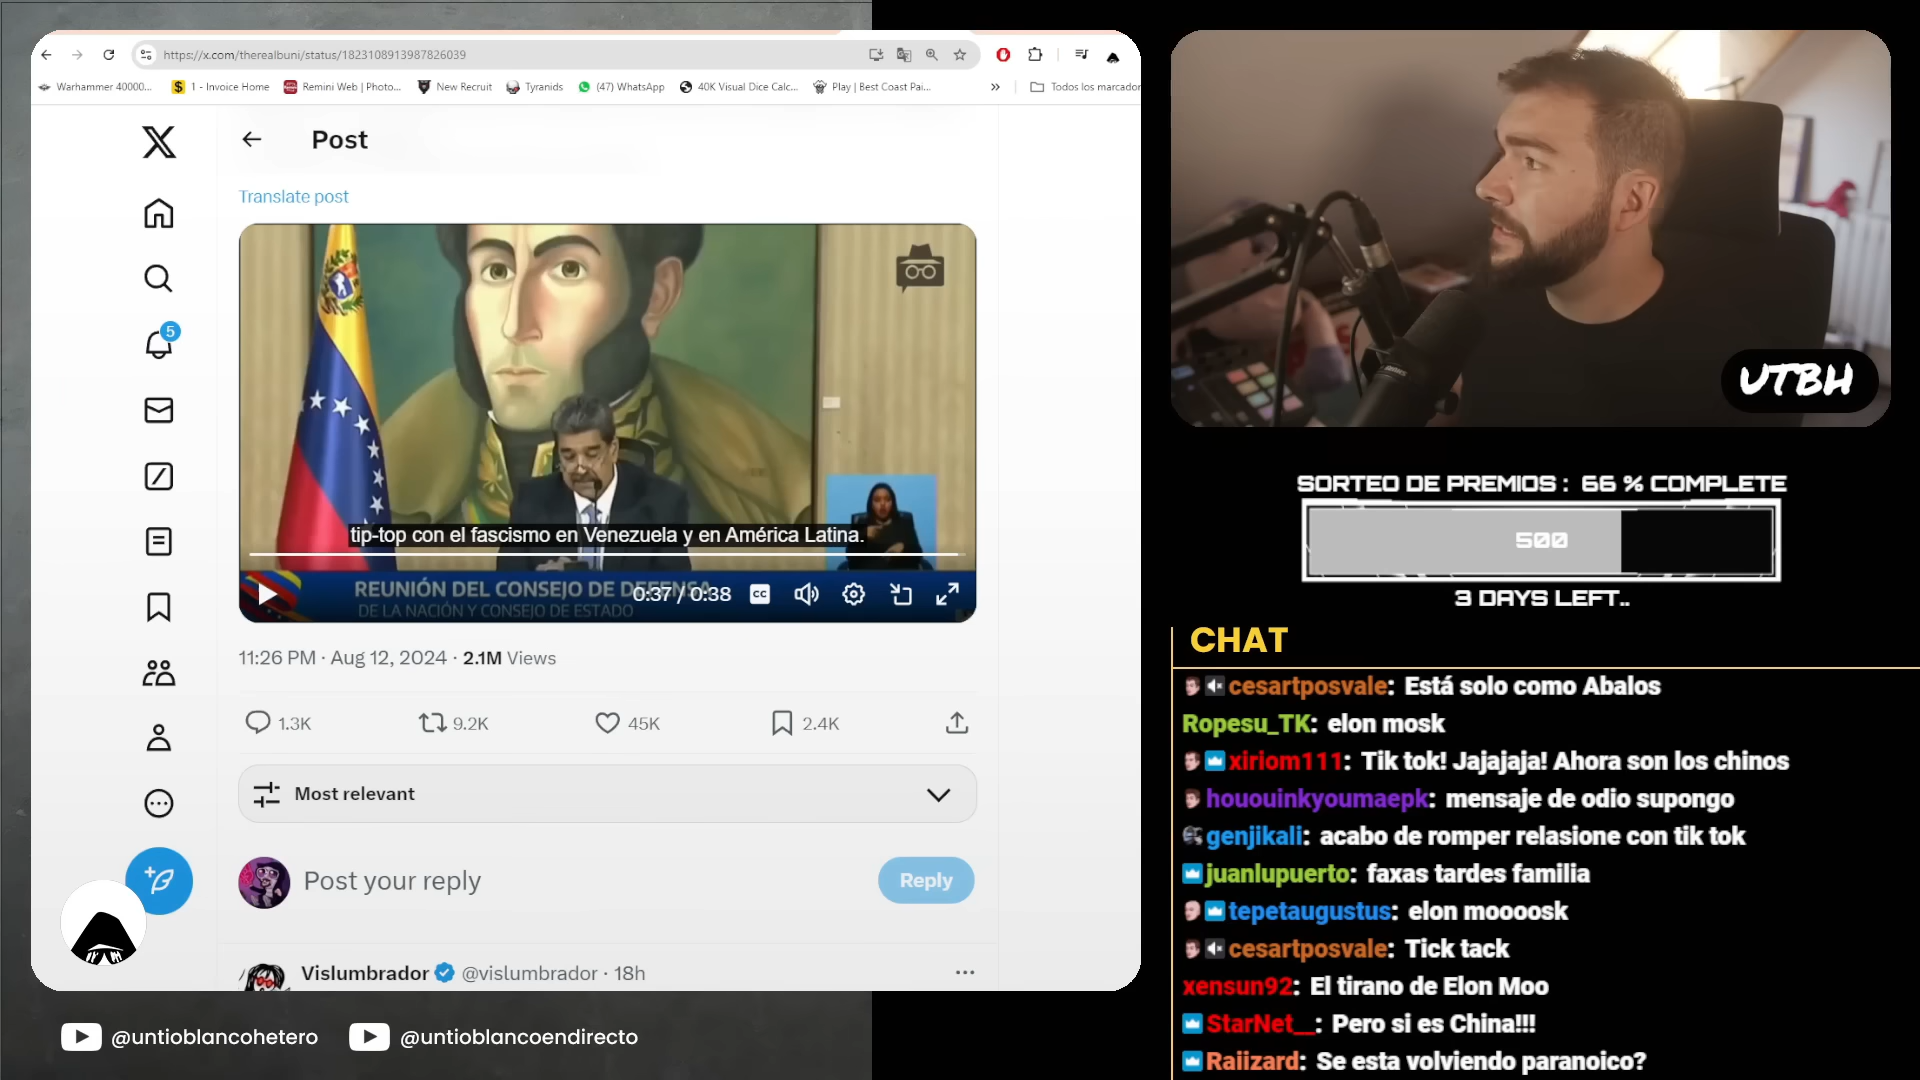 https://x.com/therealbuni/status/1823108913987826039
Warhammer 40000...
1 - Invoice Home
Remini Web | Photo...
New Recruit
Tyranids
(47) WhatsApp
40K Visual Dice Calc...
Play | Best Coast Pai...
»
Todos los marcador
Post
Translate post
5
tip-top con el fascismo en Venezuela y en América Latina.
REUNIÓN DEL CONSEJO DE DEFENSA
DE LA NACIÓN Y CONSEJO DE ESTADO
0:37 / 0:38
CC
11:26 PM · Aug 12, 2024 · 2.1M Views
1.3K
9.2K
45K
2.4K
Most relevant
Post your reply
Reply
Vislumbrador @vislumbrador · 18h
@untioblancohetero
@untioblancoendirecto
UTBH
SORTEO DE PREMIOS : 66 % COMPLETE
500
3 DAYS LEFT..
CHAT
cesartposvale: Está solo como Abalos
Ropesu_TK: elon mosk
xiriom111: Tik tok! Jajajaja! Ahora son los chinos
hououinkyoumaepk: mensaje de odio supongo
genjikali: acabo de romper relasione con tik tok
juanlupuerto: faxas tardes familia
tepetaugustus: elon moooosk
cesartposvale: Tick tack
xensun92: El tirano de Elon Moo
StarNet__: Pero si es China!!!
Raiizard: Se esta volviendo paranoico?